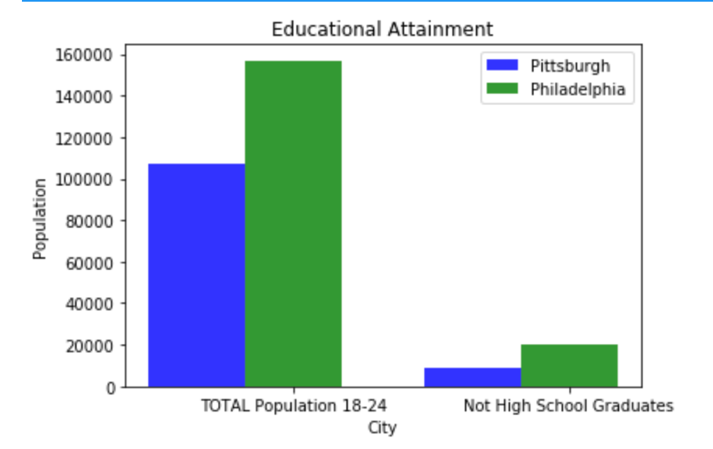 Educational Attainment
160000
140000
120000
100000
80000
60000
40000
20000
0
Population
Pittsburgh
Philadelphia
TOTAL Population 18-24
Not High School Graduates
City